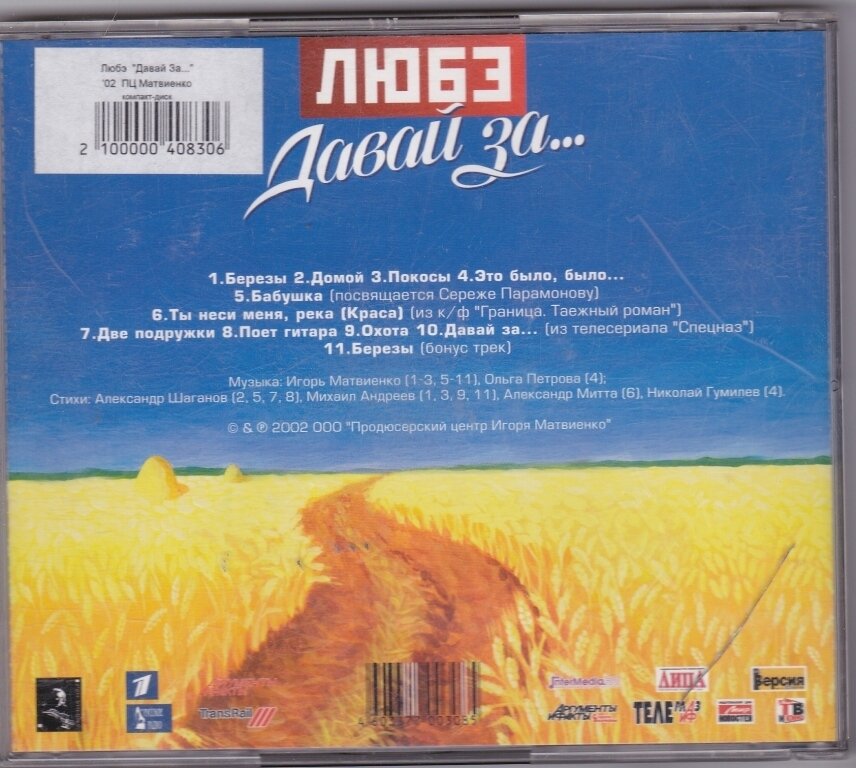 Любэ "Давай За..."
'02 ПЦ Матвиенко
компакт-диск
2 100000 408306
ЛЮБЭ
Давай за...
1.Березы 2.Домой 3.Покосы 4.Это было, было...
5.Бабушка (посвящается Сереже Парамонову)
6.Ты неси меня, река (Краса) (из к/ф "Граница. Таежный роман")
7.Две подружки 8.Поет гитара 9.Охота 10.Давай за... (из телесериала "Спецназ")
11.Березы (бонус трек)
Музыка: Игорь Матвиенко (1-3, 5-11), Ольга Петрова (4);
Стихи: Александр Шаганов (2, 5, 7, 8), Михаил Андреев (1, 3, 9, 11), Александр Митта (6), Николай Гумилев (4).
© & ℗ 2002 ООО "Продюсерский центр Игоря Матвиенко"
1
TransRail
InterMedia
ЛИЦА
Версия
АРГУМЕНТЫ
И ФАКТЫ
ТЕЛЕ
ТВ